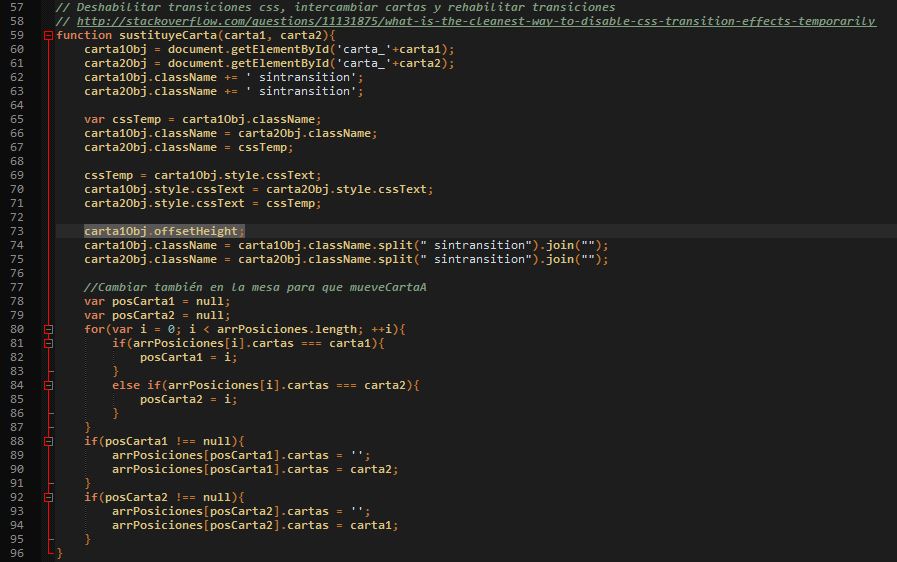 57 // Deshabilitar transiciones css, intercambiar cartas y rehabilitar transiciones
58 // http://stackoverflow.com/questions/11131875/what-is-the-cleanest-way-to-disable-css-transition-effects-temporarily
59 function sustituyeCarta(carta1, carta2){
60     carta1Obj = document.getElementById('carta_'+carta1);
61     carta2Obj = document.getElementById('carta_'+carta2);
62     carta1Obj.className += ' sintransition';
63     carta2Obj.className += ' sintransition';
64
65     var cssTemp = carta1Obj.className;
66     carta1Obj.className = carta2Obj.className;
67     carta2Obj.className = cssTemp;
68
69     cssTemp = carta1Obj.style.cssText;
70     carta1Obj.style.cssText = carta2Obj.style.cssText;
71     carta2Obj.style.cssText = cssTemp;
72
73     carta1Obj.offsetHeight;
74     carta1Obj.className = carta1Obj.className.split(" sintransition").join("");
75     carta2Obj.className = carta2Obj.className.split(" sintransition").join("");
76
77     //Cambiar también en la mesa para que mueveCartaA
78     var posCarta1 = null;
79     var posCarta2 = null;
80     for(var i = 0; i < arrPosiciones.length; ++i){
81         if(arrPosiciones[i].cartas === carta1){
82             posCarta1 = i;
83         }
84         else if(arrPosiciones[i].cartas === carta2){
85             posCarta2 = i;
86         }
87     }
88     if(posCarta1 !== null){
89         arrPosiciones[posCarta1].cartas = '';
90         arrPosiciones[posCarta1].cartas = carta2;
91     }
92     if(posCarta2 !== null){
93         arrPosiciones[posCarta2].cartas = '';
94         arrPosiciones[posCarta2].cartas = carta1;
95     }
96 }